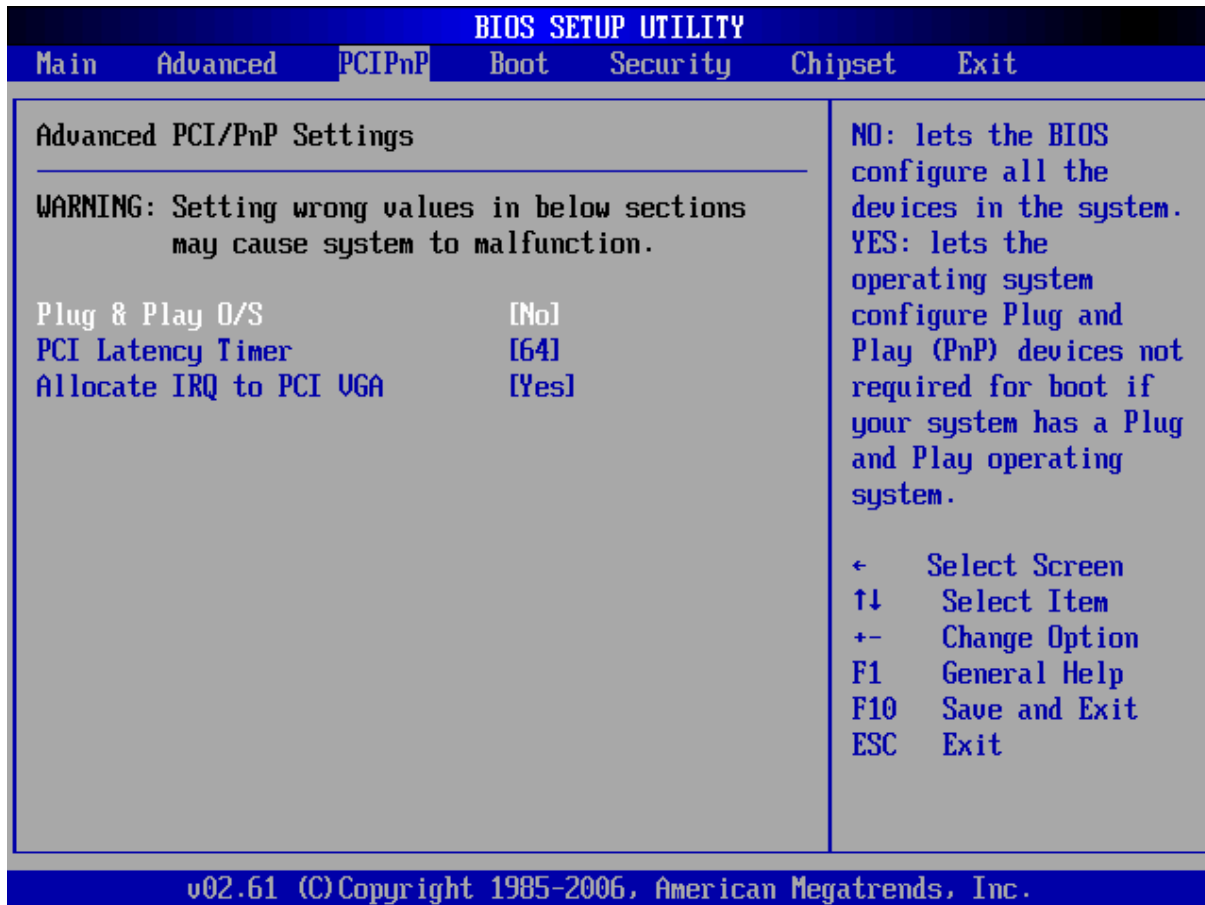 BIOS SETUP UTILITY
Main Advanced PCIPnP Boot Security Chipset Exit
Advanced PCI/PnP Settings
WARNING: Setting wrong values in below sections
may cause system to malfunction.
Plug & Play O/S [No]
PCI Latency Timer [64]
Allocate IRQ to PCI VGA [Yes]
NO: lets the BIOS
configure all the
devices in the system.
YES: lets the
operating system
configure Plug and
Play (PnP) devices not
required for boot if
your system has a Plug
and Play operating
system.
← Select Screen
↑↓ Select Item
+- Change Option
F1 General Help
F10 Save and Exit
ESC Exit
v02.61 (C)Copyright 1985-2006, American Megatrends, Inc.